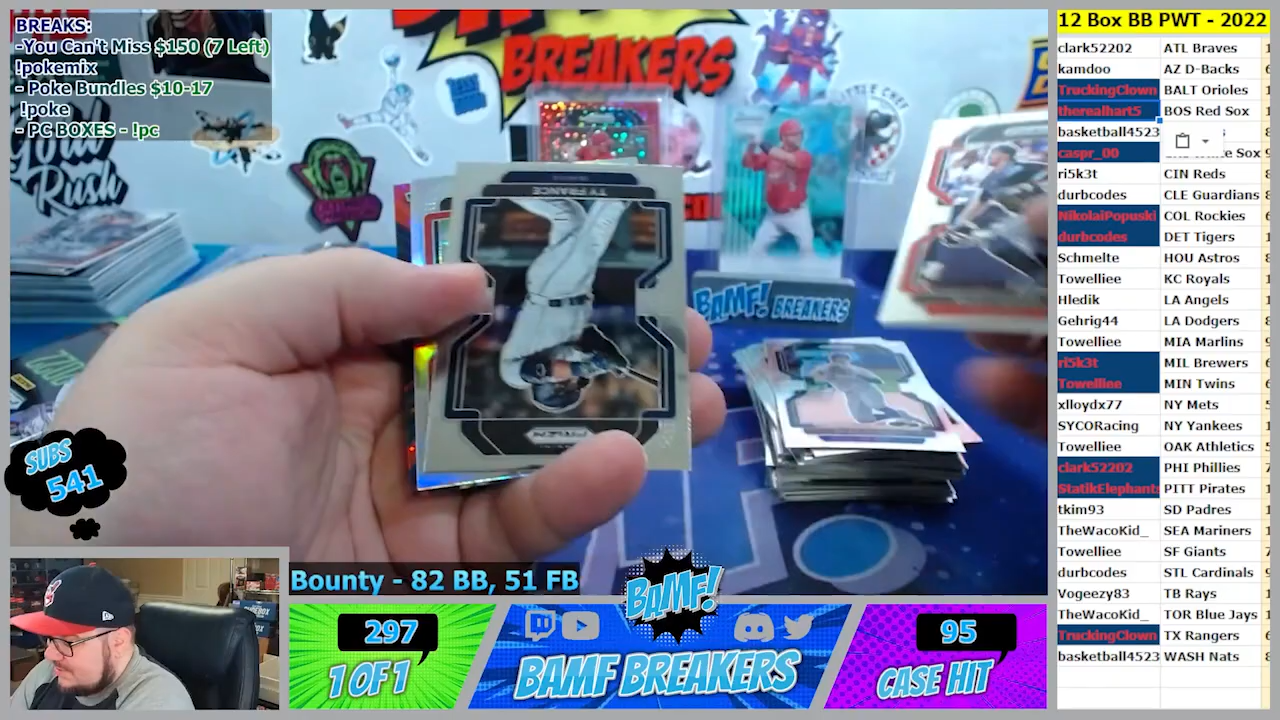 BREAKS:
-You Can't Miss $150 (7 Left)
!pokemix
- Poke Bundles $10-17
!poke
- PC BOXES - !pc
Gold
Rush
BREAKERS
BAMF! BREAKERS
TY FRANCE
PRIZM
SUBS
541
Bounty - 82 BB, 51 FB
BAMF!
297
1 OF 1
BAMF BREAKERS
95
CASE HIT
12 Box BB PWT - 2022
clark52202 ATL Braves
kamdoo AZ D-Backs
TruckingClown BALT Orioles
therealhart5 BOS Red Sox
basketball4523
caspr_00 Sox
ri5k3t CIN Reds
durbcodes CLE Guardians
NikolaiPopuski COL Rockies
durbcodes DET Tigers
Schmelte HOU Astros
Towelliee KC Royals
Hledik LA Angels
Gehrig44 LA Dodgers
Towelliee MIA Marlins
ri5k3t MIL Brewers
Towelliee MIN Twins
xlloydx77 NY Mets
SYCORacing NY Yankees
Towelliee OAK Athletics
clark52202 PHI Phillies
StatikElephants PITT Pirates
tkim93 SD Padres
TheWacoKid_ SEA Mariners
Towelliee SF Giants
durbcodes STL Cardinals
Vogeezy83 TB Rays
TheWacoKid_ TOR Blue Jays
TruckingClown TX Rangers
basketball4523 WASH Nats